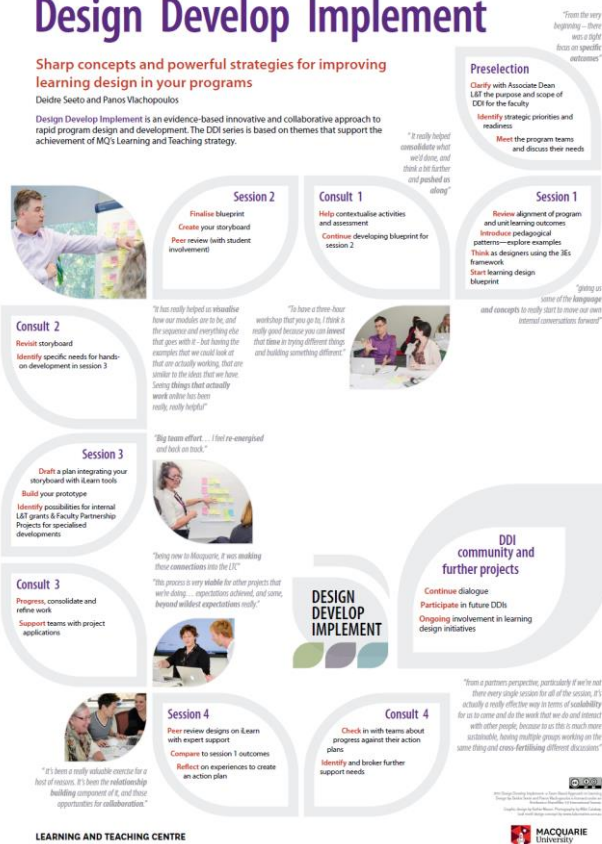 Design Develop Implement
Sharp concepts and powerful strategies for improving
learning design in your programs
Deidre Seeto and Panos Vlachopoulos
Design Develop Implement is an evidence-based innovative and collaborative approach to
rapid program design and development. The DDI series is based on themes that support the
achievement of MQ's Learning and Teaching strategy.
"From the very
beginning – there
was a tight
focus on specific
outcomes"
Preselection
Clarify with Associate Dean
L&T the purpose and scope of
DDI for the faculty
Identify strategic priorities and
readiness
Meet the program teams
and discuss their needs
"It really helped
consolidate what
we'd done, and
think a bit further
and pushed us
along"
Session 1
Review alignment of program
and unit learning outcomes
Introduce pedagogical
patterns—explore examples
Think as designers using the 3Es
framework
Start learning design
blueprint
"giving us
some of the language
and concepts to really start to move our own
internal conversations forward"
Consult 1
Help contextualise activities
and assessment
Continue developing blueprint for
session 2
"To have a three-hour
workshop that you go to, I think is
really good because you can invest
that time in trying different things
and building something different."
Session 2
Finalise blueprint
Create your storyboard
Peer review (with student
involvement)
"It has really helped us visualise
how our modules are to be, and
the sequence and everything else
that goes with it - but having the
examples that we could look at
that are actually working, that are
similar to the ideas that we have.
Seeing things that actually
work online has been
really, really helpful"
Consult 2
Revisit storyboard
Identify specific needs for hands-
on development in session 3
Session 3
Draft a plan integrating your
storyboard with iLearn tools
Build your prototype
Identify possibilities for internal
L&T grants & Faculty Partnership
Projects for specialised
developments
"Big team effort… I feel re-energised
and back on track."
"being new to Macquarie, it was making
those connections into the LTC"
Consult 3
Progress, consolidate and
refine work
Support teams with project
applications
"this process is very viable for other projects that
we're doing… expectations achieved, and some,
beyond wildest expectations really."
Session 4
Peer review designs on iLearn
with expert support
Compare to session 1 outcomes
Reflect on experiences to create
an action plan
"It's been a really valuable exercise for a
host of reasons. It's been the relationship
building component of it, and those
opportunities for collaboration."
Consult 4
Check in with teams about
progress against their action
plans
Identify and broker further
support needs
DESIGN
DEVELOP
IMPLEMENT
DDI
community and
further projects
Continue dialogue
Participate in future DDIs
Ongoing involvement in learning
design initiatives
"from a partners perspective, particularly if we're not
there every single session for all of the session, it's
actually a really effective way in terms of scalability
for us to come and do the work that we do and interact
with other people, because to us this is much more
sustainable, having multiple groups working on the
same thing and cross-fertilising different discussions"
LEARNING AND TEACHING CENTRE
MACQUARIE
University